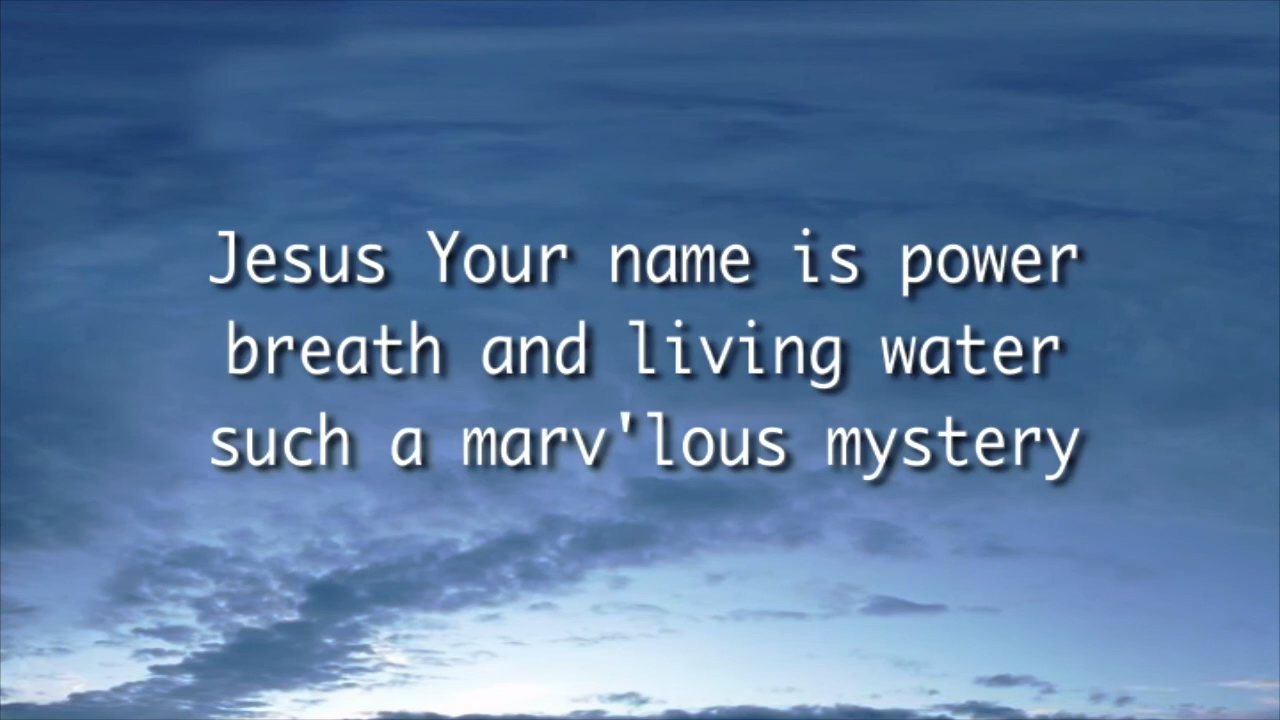 Jesus Your name is power
breath and living water
such a marv'lous mystery